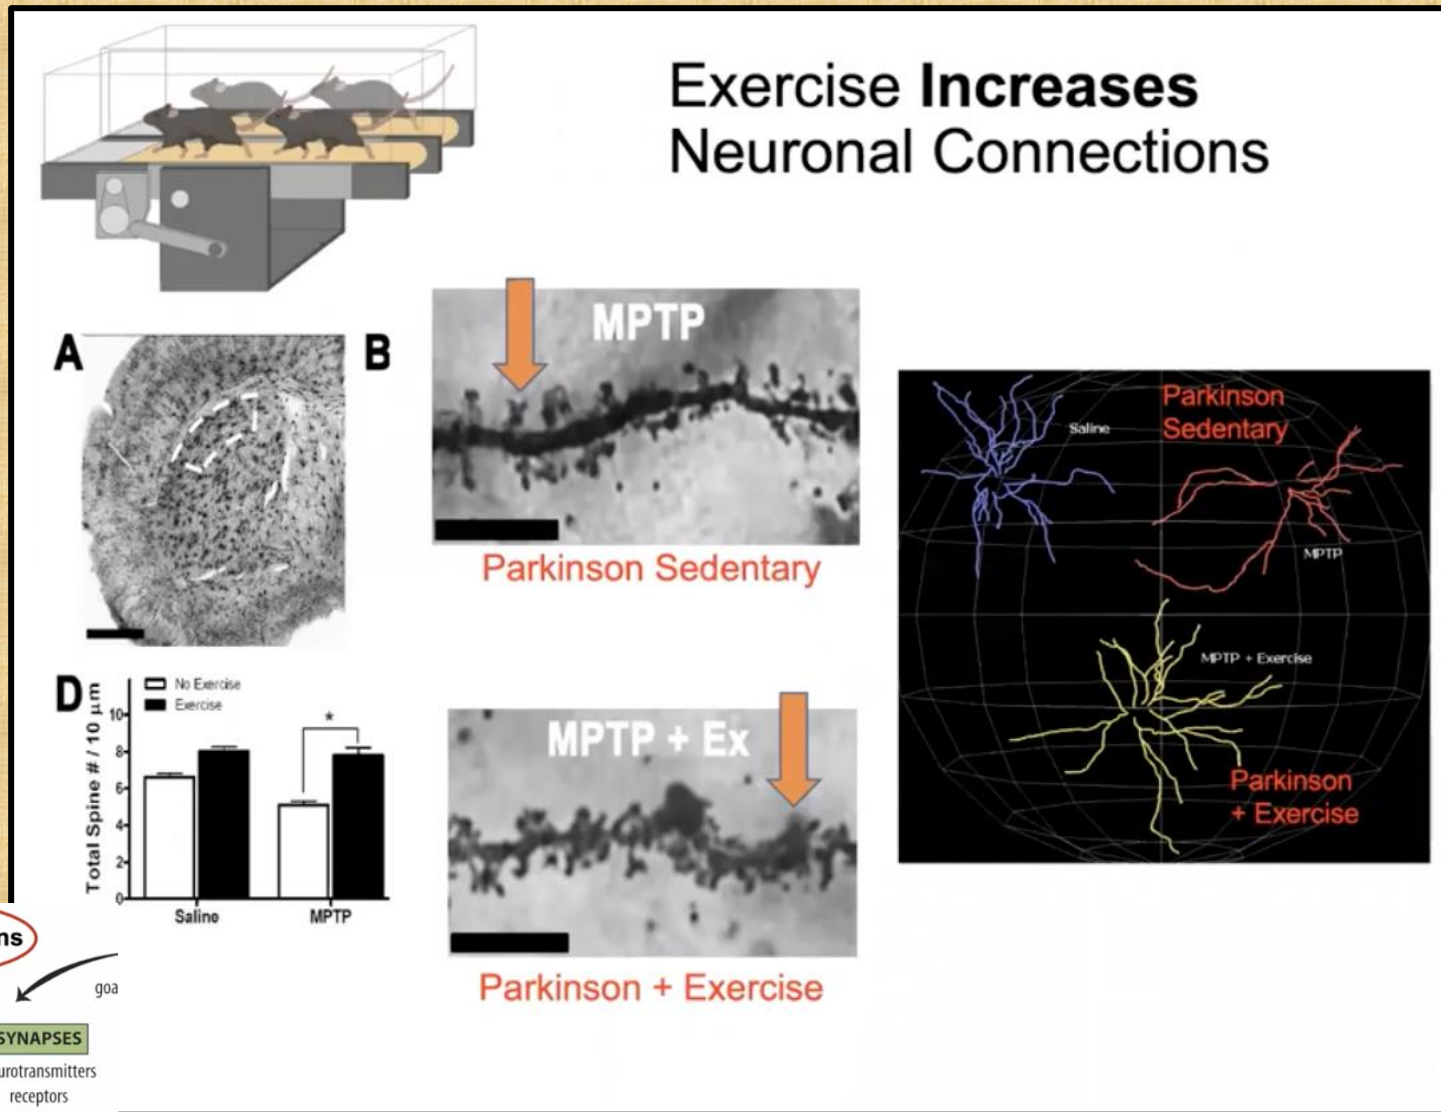 Exercise Increases
Neuronal Connections
A
B
MPTP
Parkinson Sedentary
Saline
Parkinson
Sedentary
MPTP
MPTP + Exercise
Parkinson
+ Exercise
D
No Exercise
Exercise
*
Total Spine # / 10 µm
10
8
6
4
2
0
Saline
MPTP
MPTP + Ex
Parkinson + Exercise
ns
goa
SYNAPSES
urotransmitters
receptors